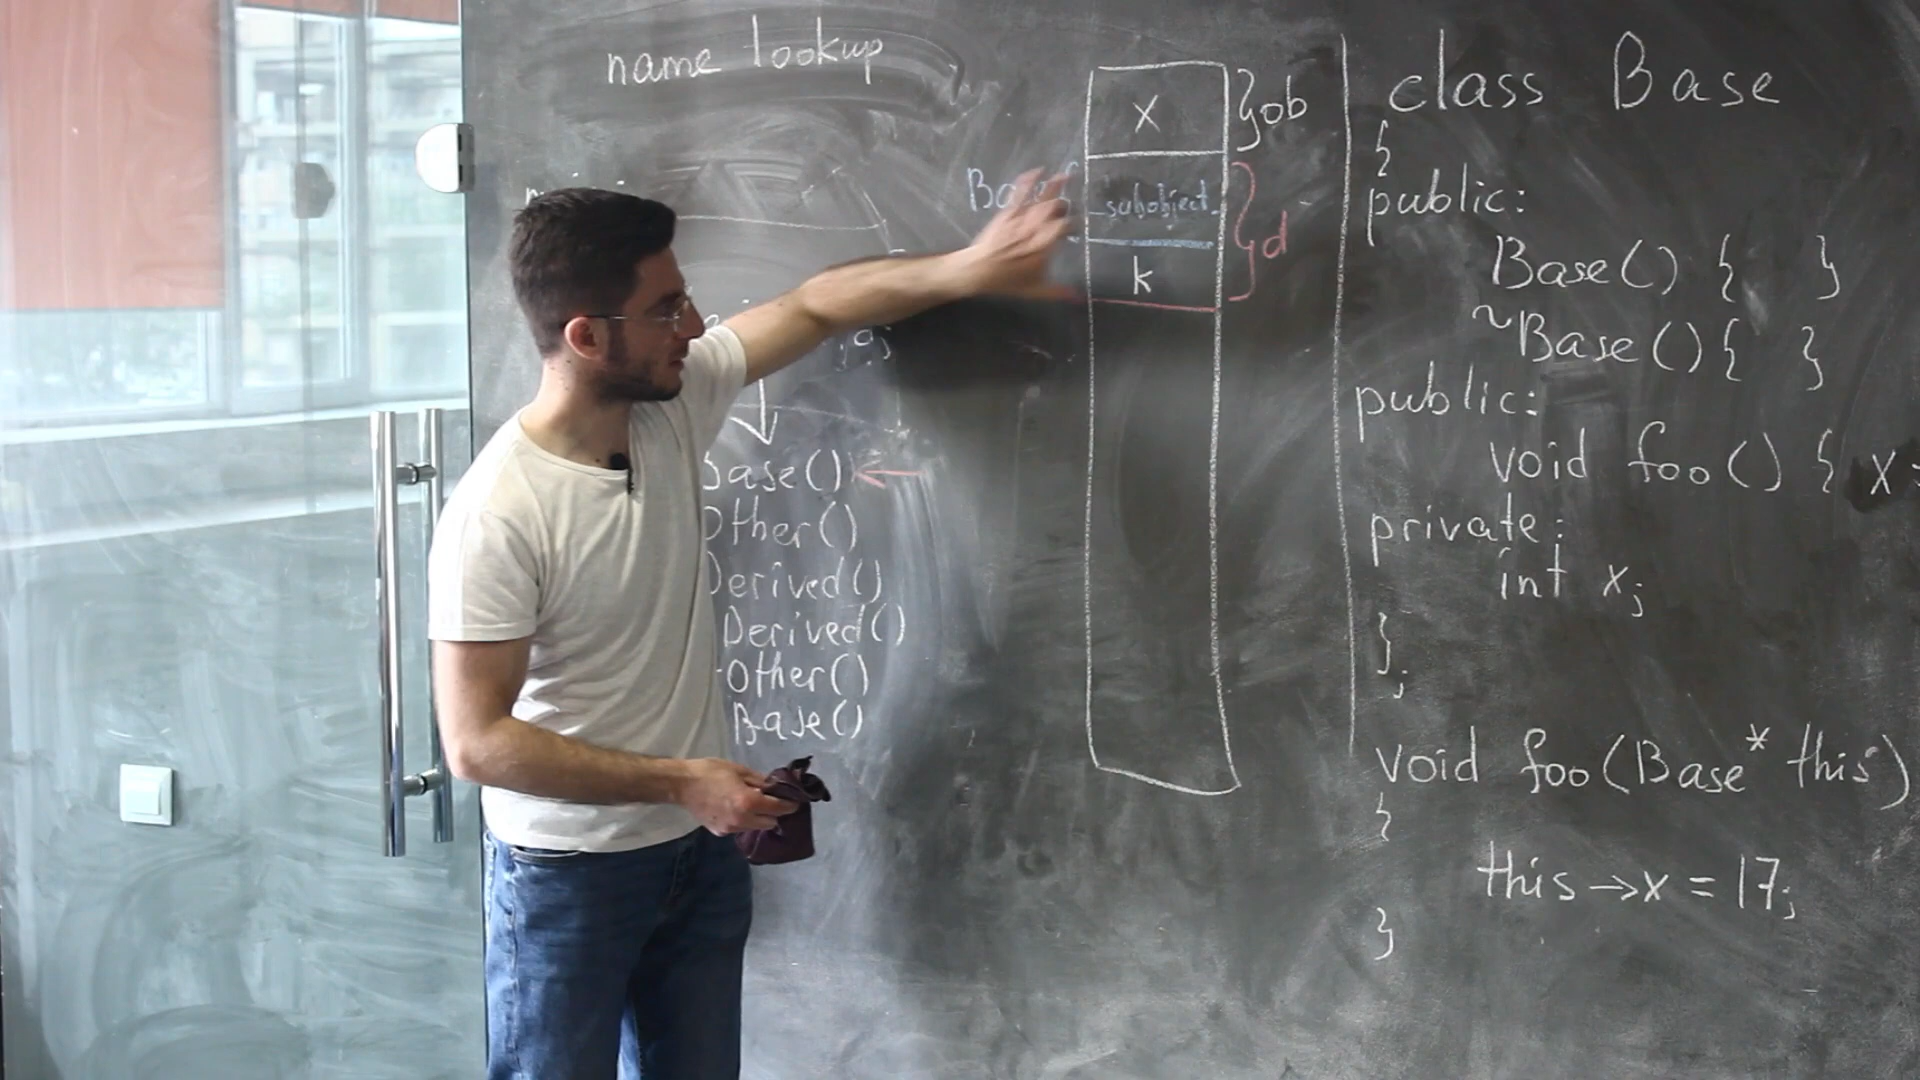 name lookup
x
}ob
subobject
}d
k
Base()
Other()
Derived()
Derived()
Other()
Base()
class Base
{
public:
Base() { }
~Base() { }
public:
void foo() { x
private:
int x;
};
void foo(Base* this)
{
this->x = 17;
}